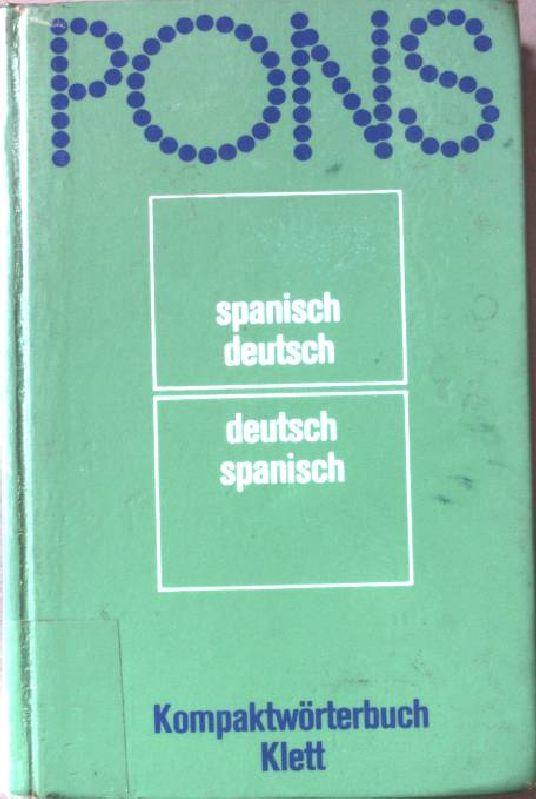 PONS
spanisch
deutsch
deutsch
spanisch
Kompaktwörterbuch
Klett